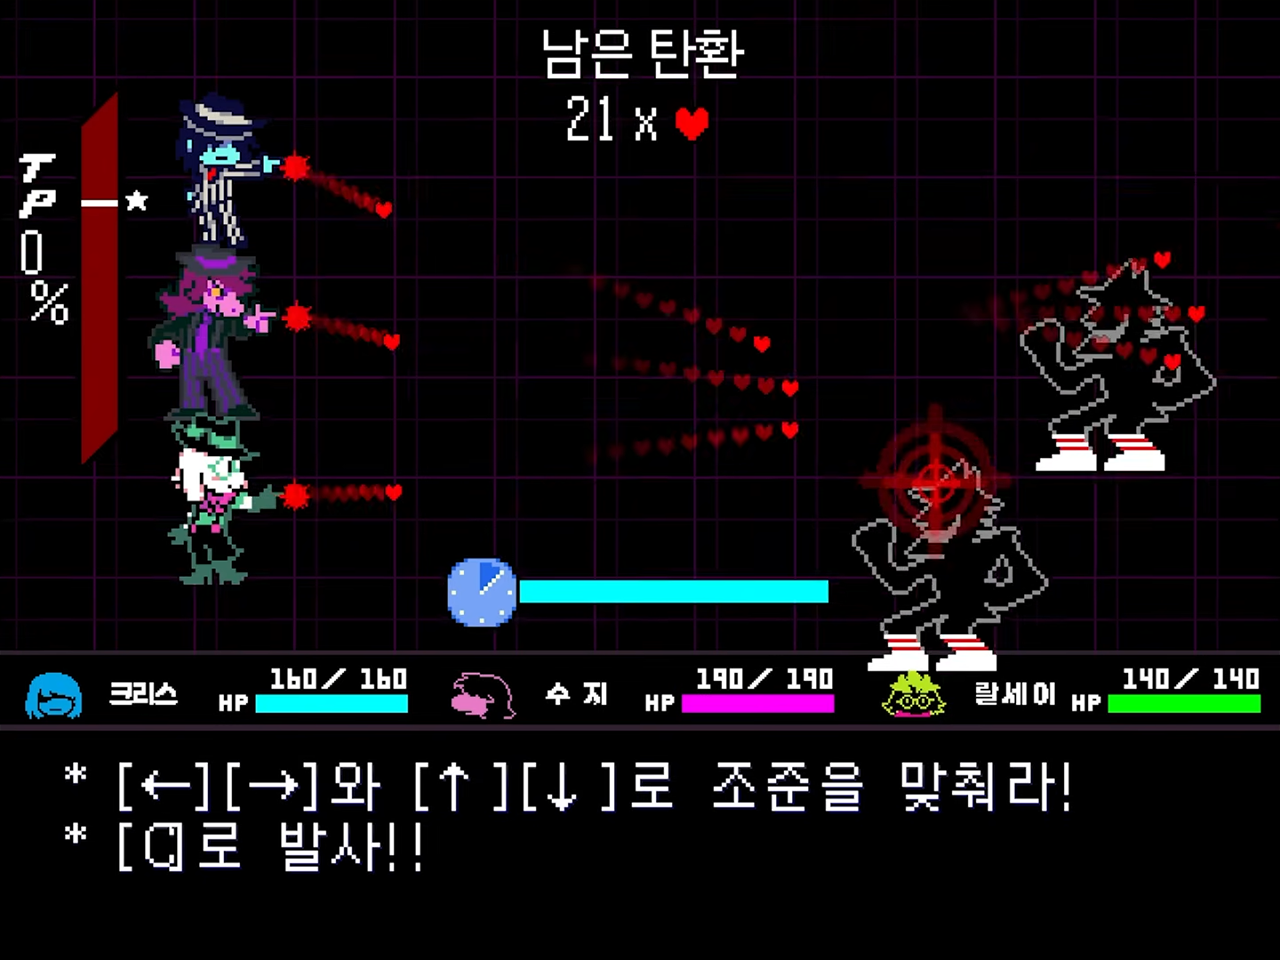 남은 탄환
21 x
TP
0
%
크리스 HP 160/ 160
수지 HP 190/ 190
랄세이 HP 140/ 140
* [←][→]와 [↑ ][↓ ]로 조준을 맞춰라!
* [ ]로 발사!!